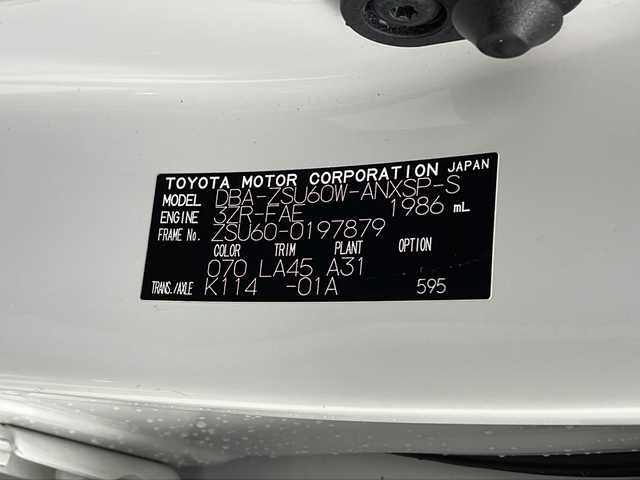 TOYOTA MOTOR CORPORATION JAPAN
MODEL DBA-ZSU60W-ANXSP-S
ENGINE 3ZR-FAE 1986 mL
FRAME No. ZSU60-0197879
COLOR TRIM PLANT OPTION
070 LA45 A31
TRANS./AXLE K114 -01A 595